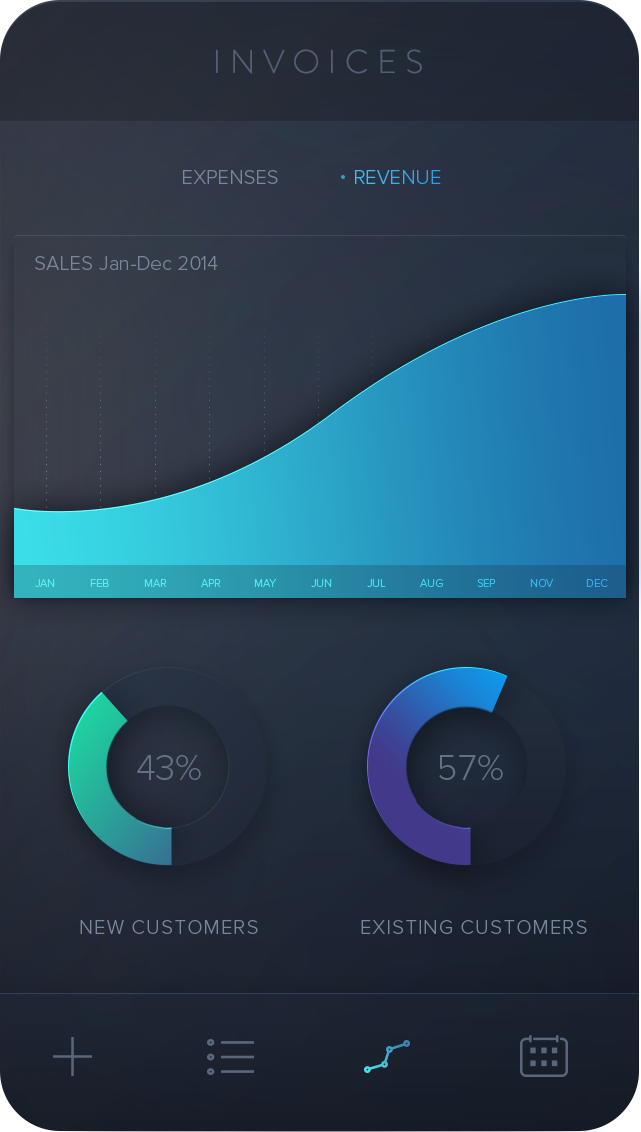 INVOICES
EXPENSES • REVENUE
SALES Jan-Dec 2014
JAN FEB MAR APR MAY JUN JUL AUG SEP NOV DEC
43% 57%
NEW CUSTOMERS EXISTING CUSTOMERS